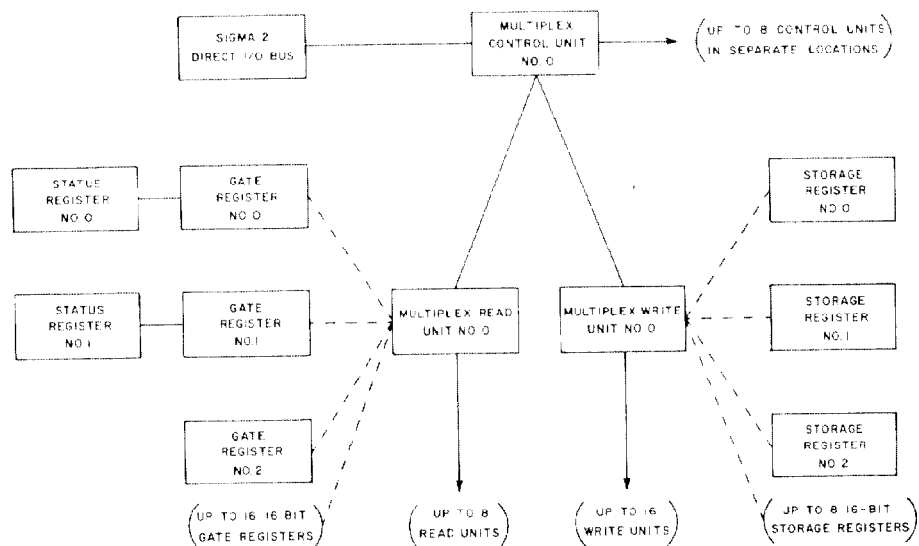 SIGMA 2
DIRECT I/O BUS
MULTIPLEX
CONTROL UNIT
NO. 0
(UP TO 8 CONTROL UNITS
IN SEPARATE LOCATIONS)
STATUS
REGISTER
NO. 0
GATE
REGISTER
NO. 0
STORAGE
REGISTER
NO. 0
STATUS
REGISTER
NO. 1
GATE
REGISTER
NO. 1
MULTIPLEX READ
UNIT NO. 0
MULTIPLEX WRITE
UNIT NO. 0
STORAGE
REGISTER
NO. 1
GATE
REGISTER
NO. 2
STORAGE
REGISTER
NO. 2
(UP TO 16 16-BIT
GATE REGISTERS)
(UP TO 8
READ UNITS)
(UP TO 16
WRITE UNITS)
(UP TO 8 16-BIT
STORAGE REGISTERS)